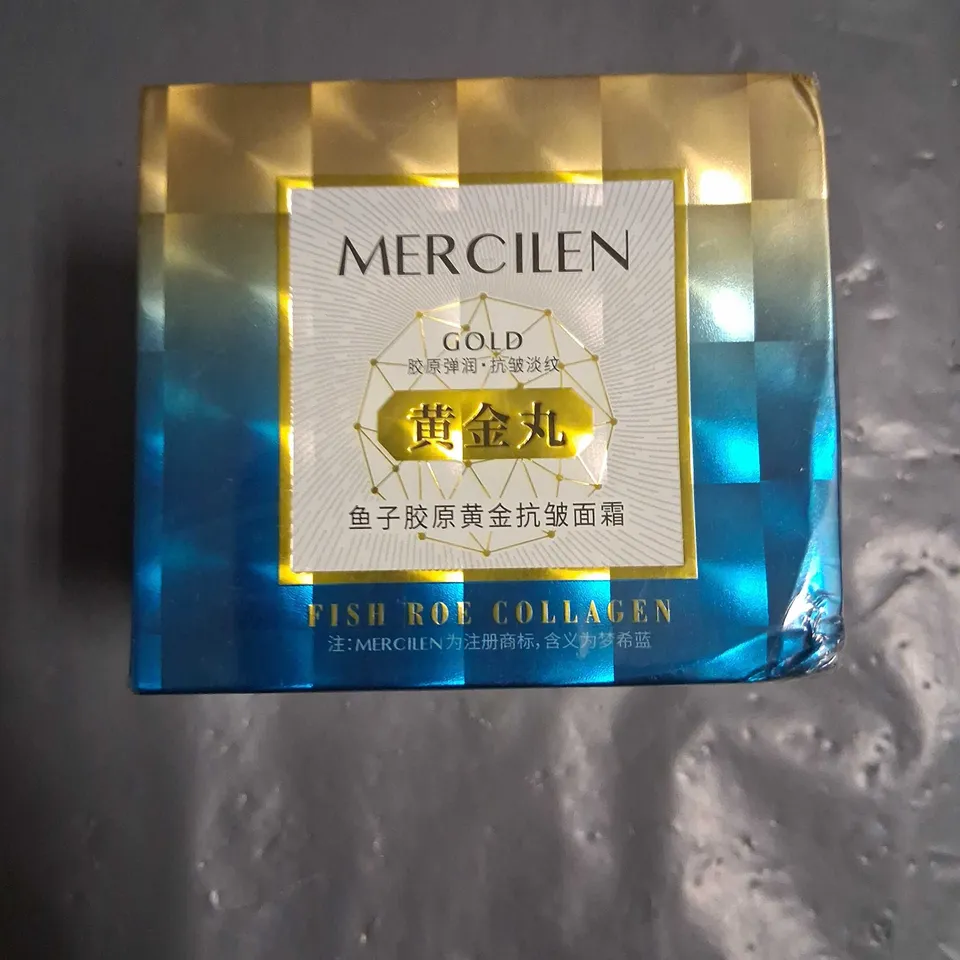 MERCILEN
GOLD
胶原弹润·抗皱淡纹
黄金丸
鱼子胶原黄金抗皱面霜
FISH ROE COLLAGEN
注:MERCILEN为注册商标,含义为梦希蓝